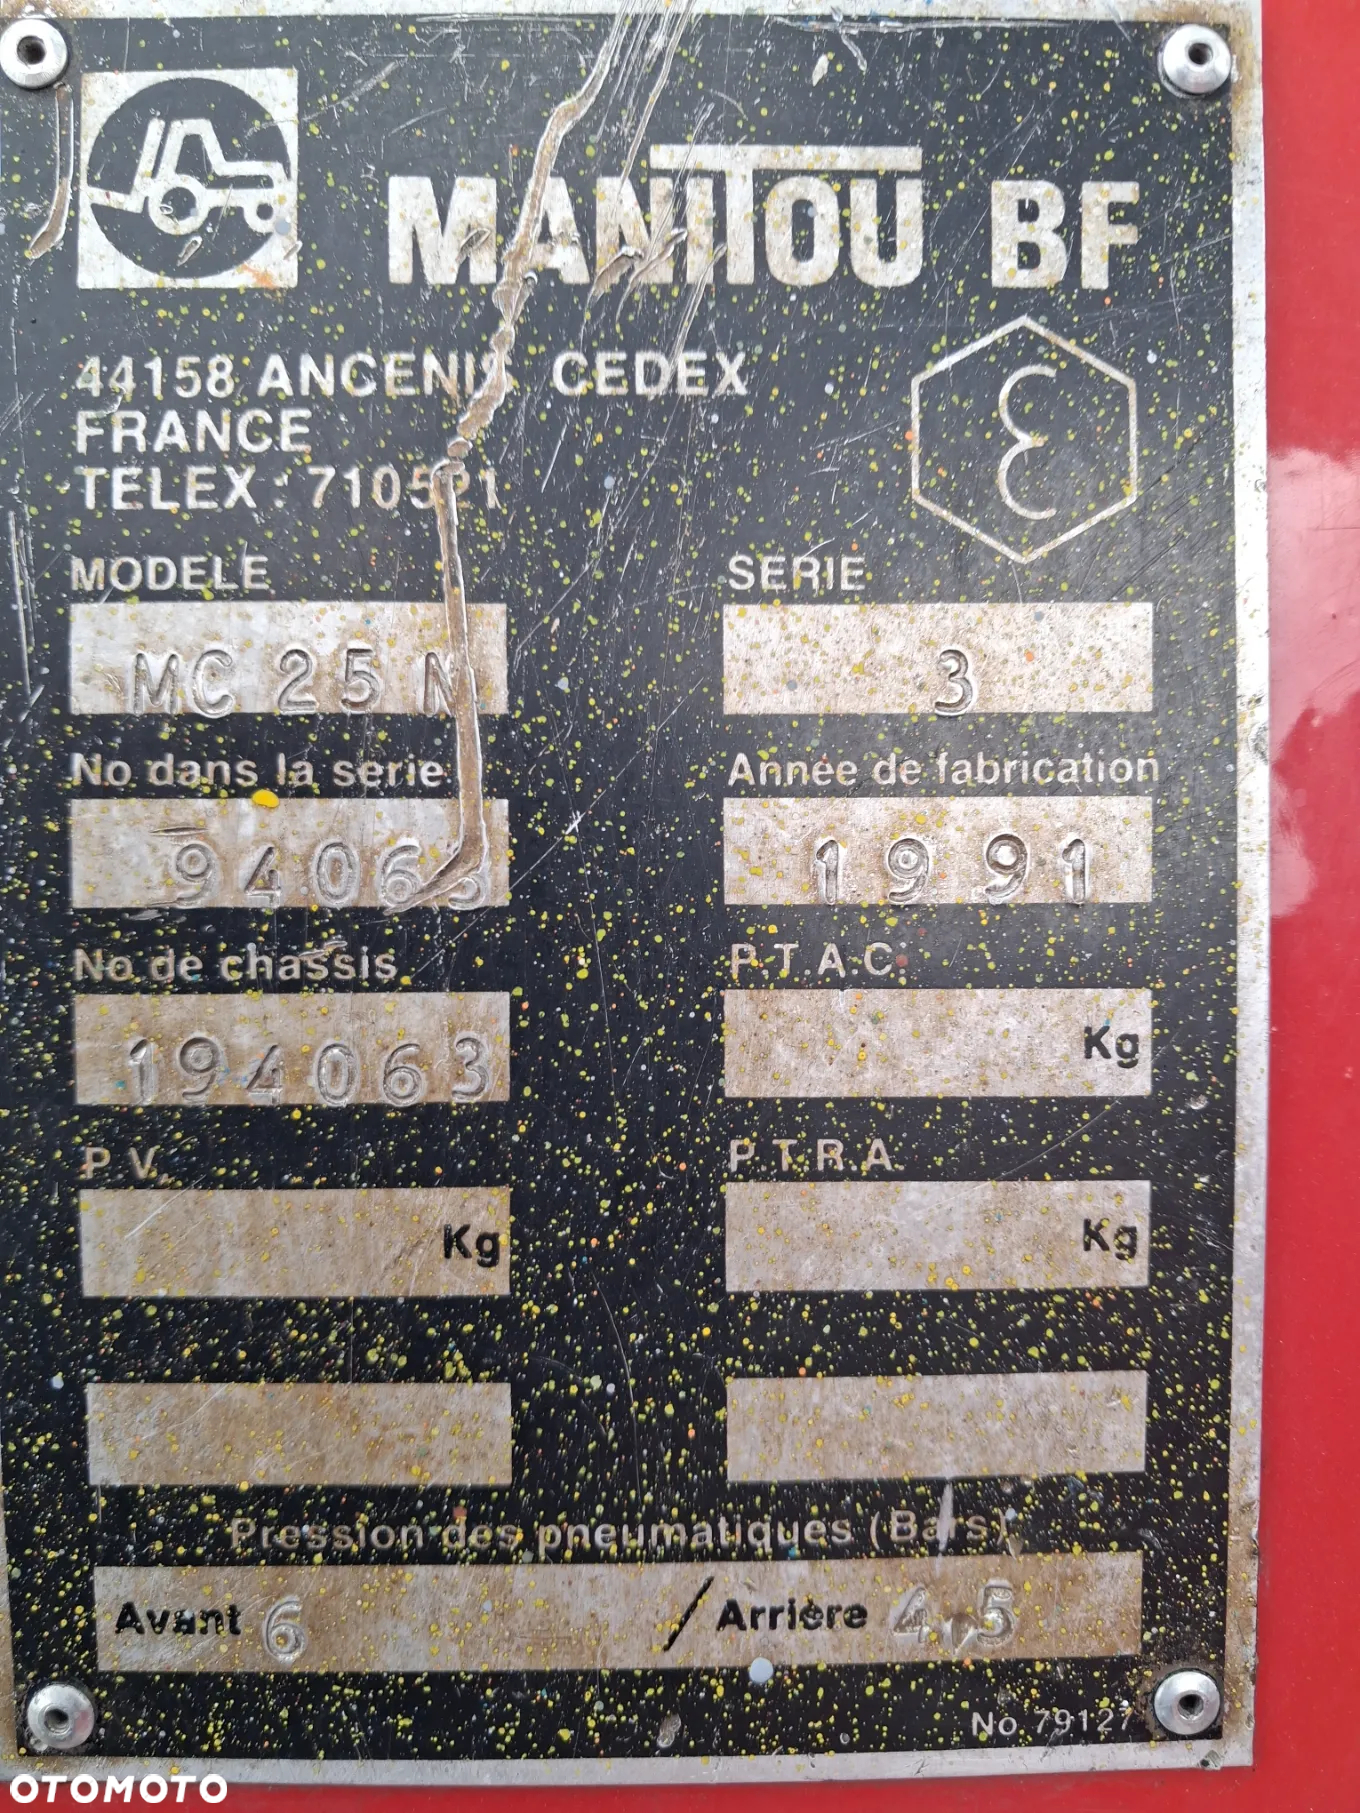 MANITOU BF
44158 ANCENIS CEDEX
FRANCE
TELEX : 710521
ε
MODELE SERIE
MC 25 N 3
No dans la serie Année de fabrication
94063 1991
No de chassis P.T.A.C.
194063 Kg
P.V. P.T.R.A.
Kg Kg
Pression des pneumatiques (Bars)
Avant 6 / Arrière 4,5
No 79127
OTOMOTO